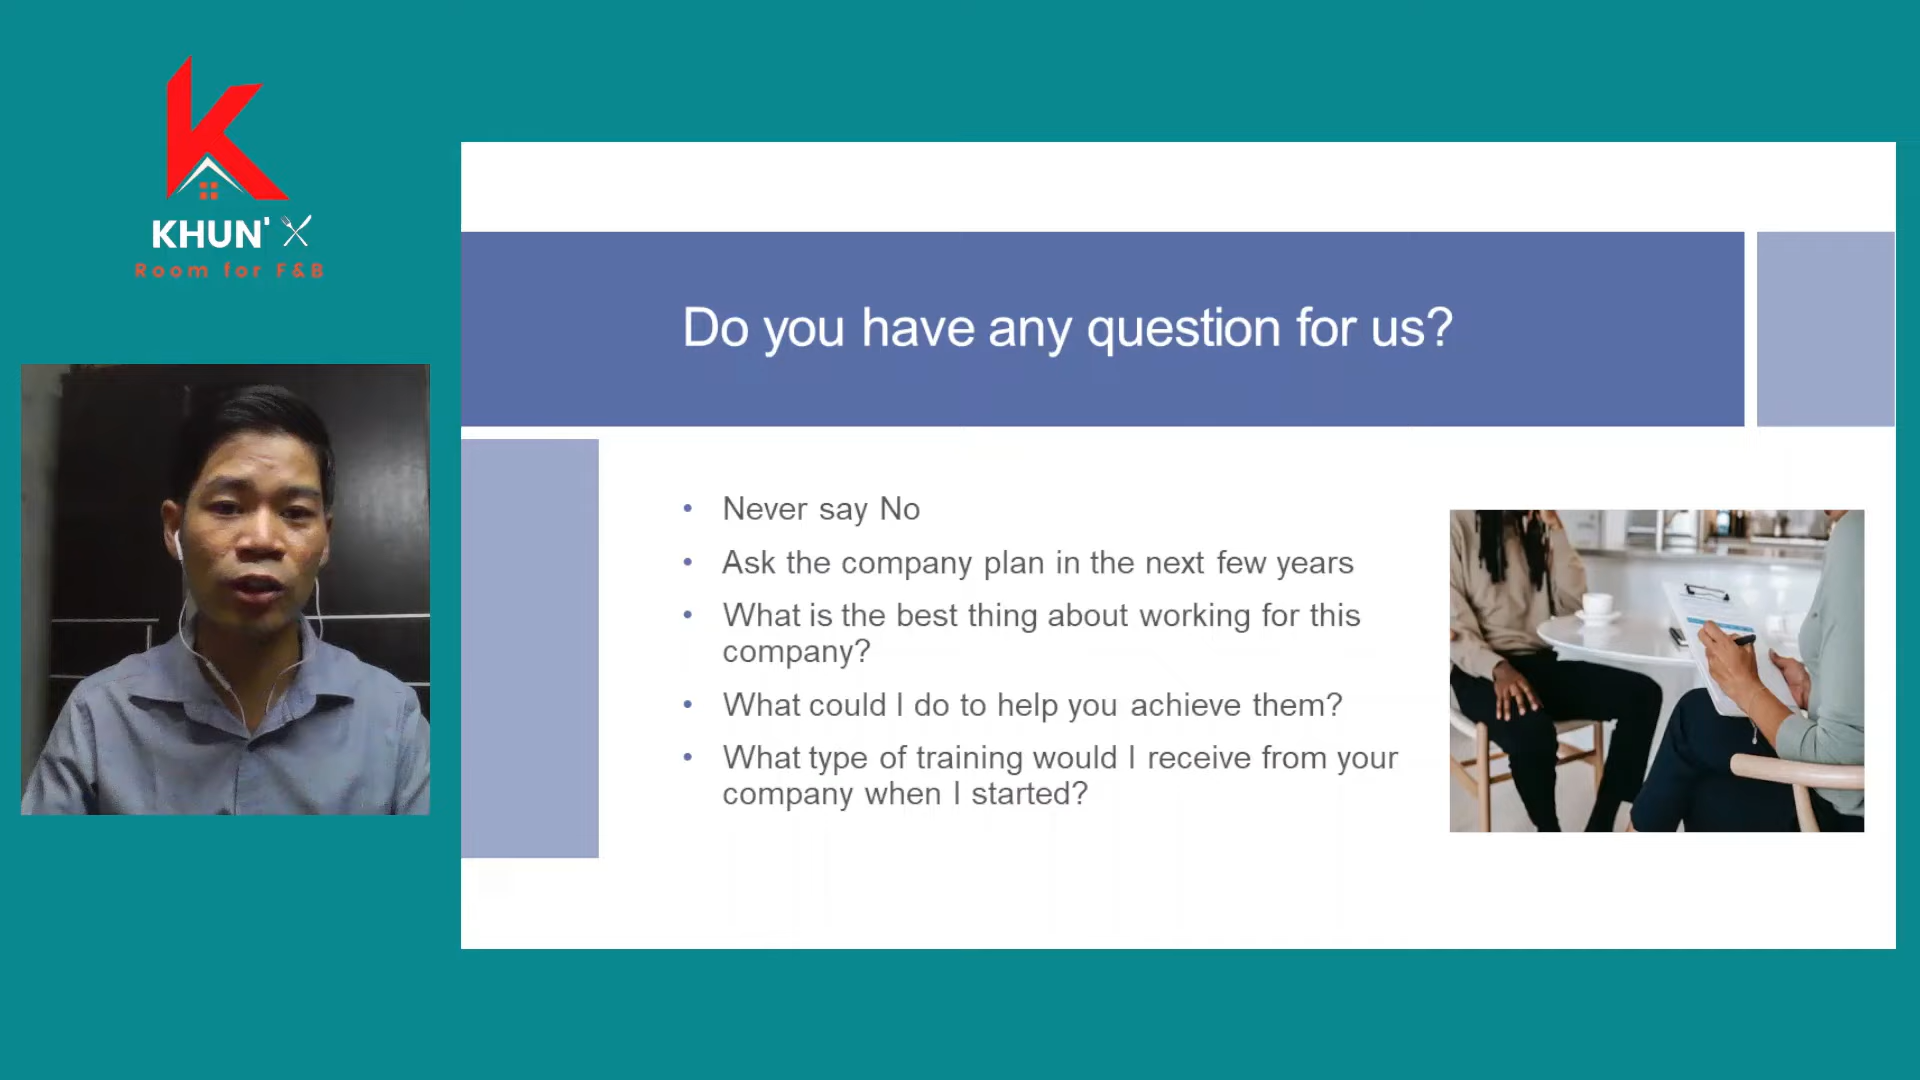 KHUN'
Room for F&B
Do you have any question for us?
• Never say No
• Ask the company plan in the next few years
• What is the best thing about working for this
company?
• What could I do to help you achieve them?
• What type of training would I receive from your
company when I started?